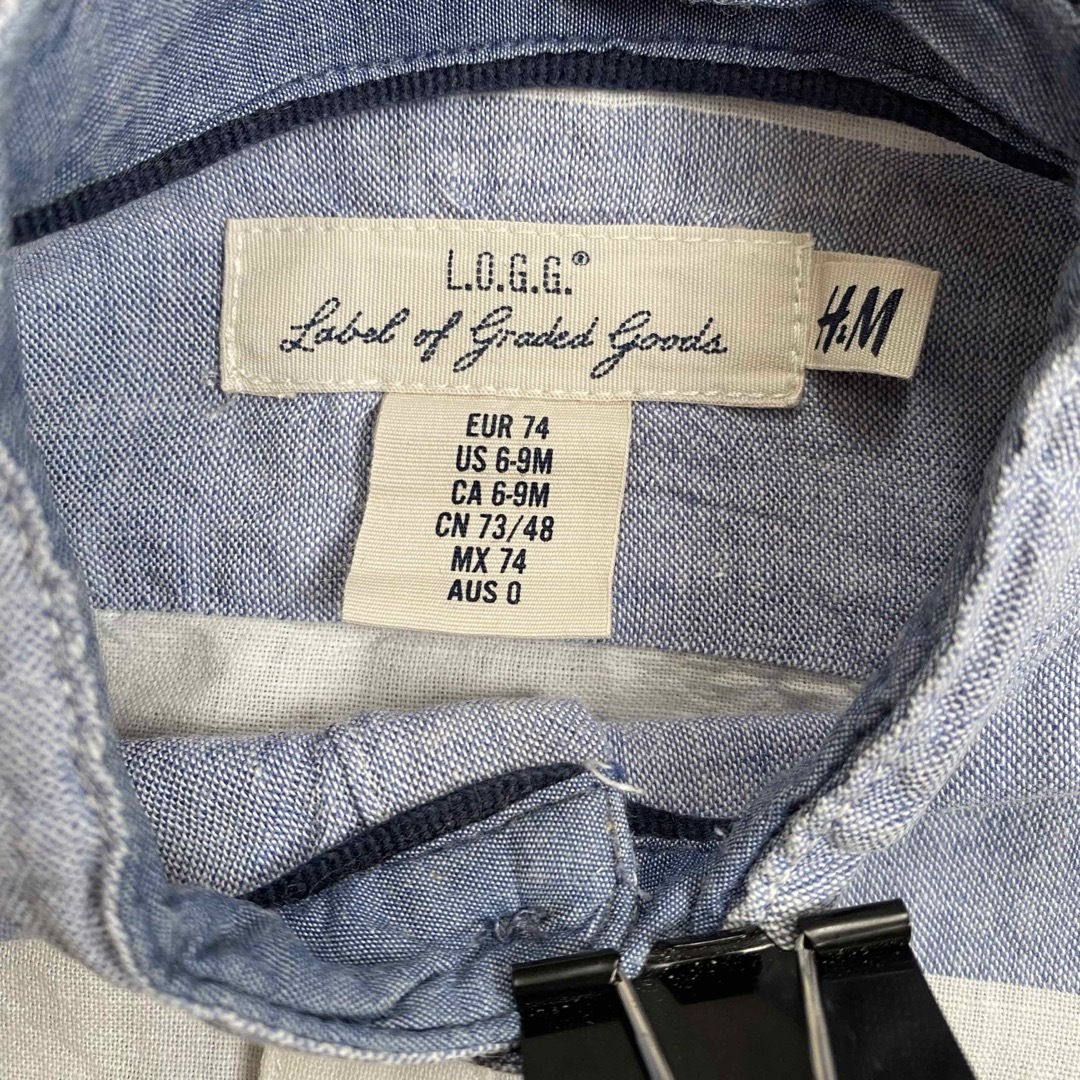 L.O.G.G.®
Label of Graded Goods
H&M
EUR 74
US 6-9M
CA 6-9M
CN 73/48
MX 74
AUS 0